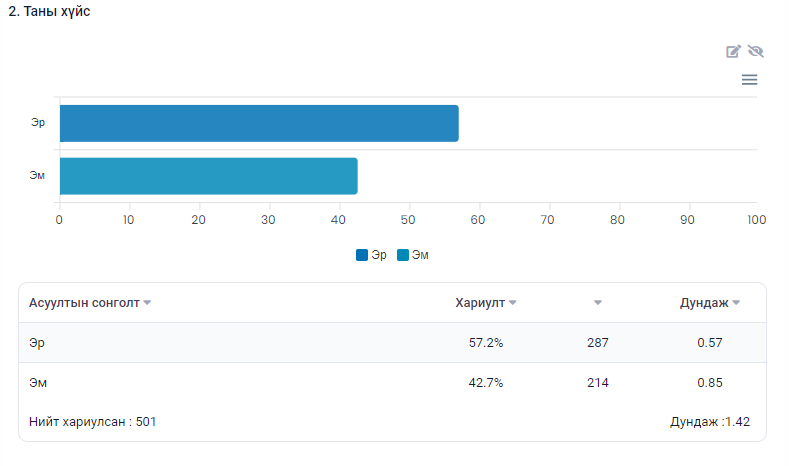 2. Таны хүйс
Эр
Эм
0 10 20 30 40 50 60 70 80 90 100
Эр Эм
Асуултын сонголт Хариулт Дундаж
Эр 57.2% 287 0.57
Эм 42.7% 214 0.85
Нийт хариулсан : 501 Дундаж :1.42